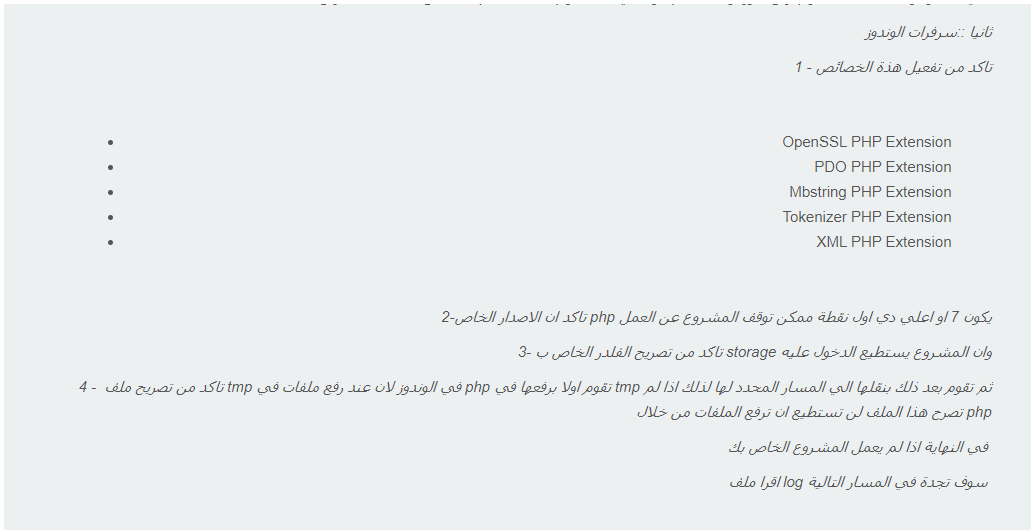 ثانيا ::سرفرات الوندوز
تاكد من تفعيل هذة الخصائص - 1
OpenSSL PHP Extension
PDO PHP Extension
Mbstring PHP Extension
Tokenizer PHP Extension
XML PHP Extension
يكون 7 او اعلي دي اول نقطة ممكن توقف المشروع عن العمل php تاكد ان الاصدار الخاص-2
وان المشروع يستطيع الدخول عليه storage تاكد من تصريح الفلدر الخاص ب -3
ثم تقوم بعد ذلك بنقلها الي المسار المحدد لها لذلك اذا لم tmp تقوم اولا برفعها في php في الوندوز لان عند رفع ملفات في tmp تاكد من تصريح ملف - 4
php تصرح هذا الملف لن تستطيع ان ترفع الملفات من خلال
في النهاية اذا لم يعمل المشروع الخاص بك
سوف تجدة في المسار التالية log اقرا ملف